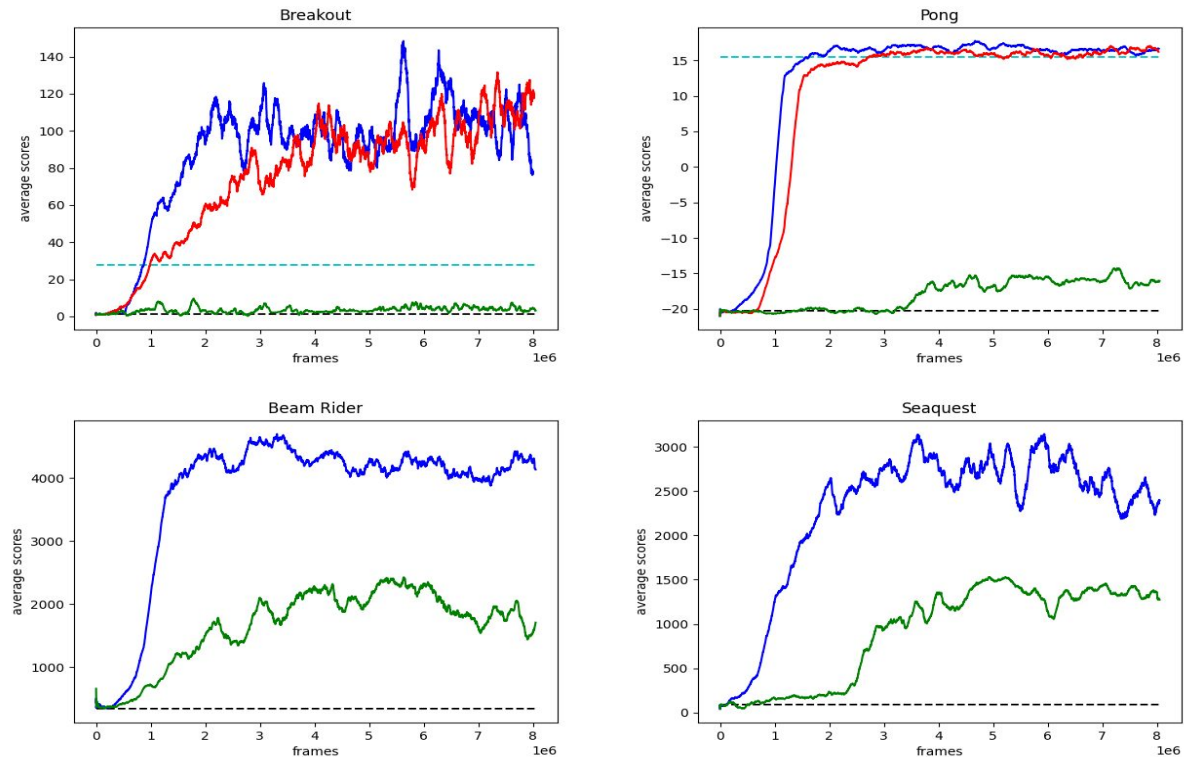 Breakout
140
120
100
80
60
40
20
0
average scores
0 1 2 3 4 5 6 7 8
1e6
frames
Pong
15
10
5
0
−5
−10
−15
−20
average scores
0 1 2 3 4 5 6 7 8
1e6
frames
Beam Rider
4000
3000
2000
1000
average scores
0 1 2 3 4 5 6 7 8
1e6
frames
Seaquest
3000
2500
2000
1500
1000
500
0
average scores
0 1 2 3 4 5 6 7 8
1e6
frames